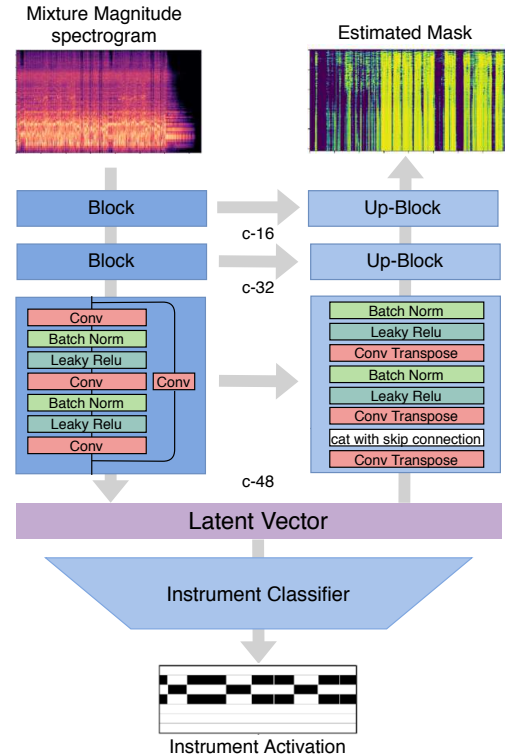 Mixture Magnitude
spectrogram
Estimated Mask
Block
Up-Block
c-16
Block
Up-Block
c-32
Conv
Batch Norm
Leaky Relu
Conv
Conv
Batch Norm
Leaky Relu
Conv
Batch Norm
Leaky Relu
Conv Transpose
Batch Norm
Leaky Relu
Conv Transpose
cat with skip connection
Conv Transpose
c-48
Latent Vector
Instrument Classifier
Instrument Activation